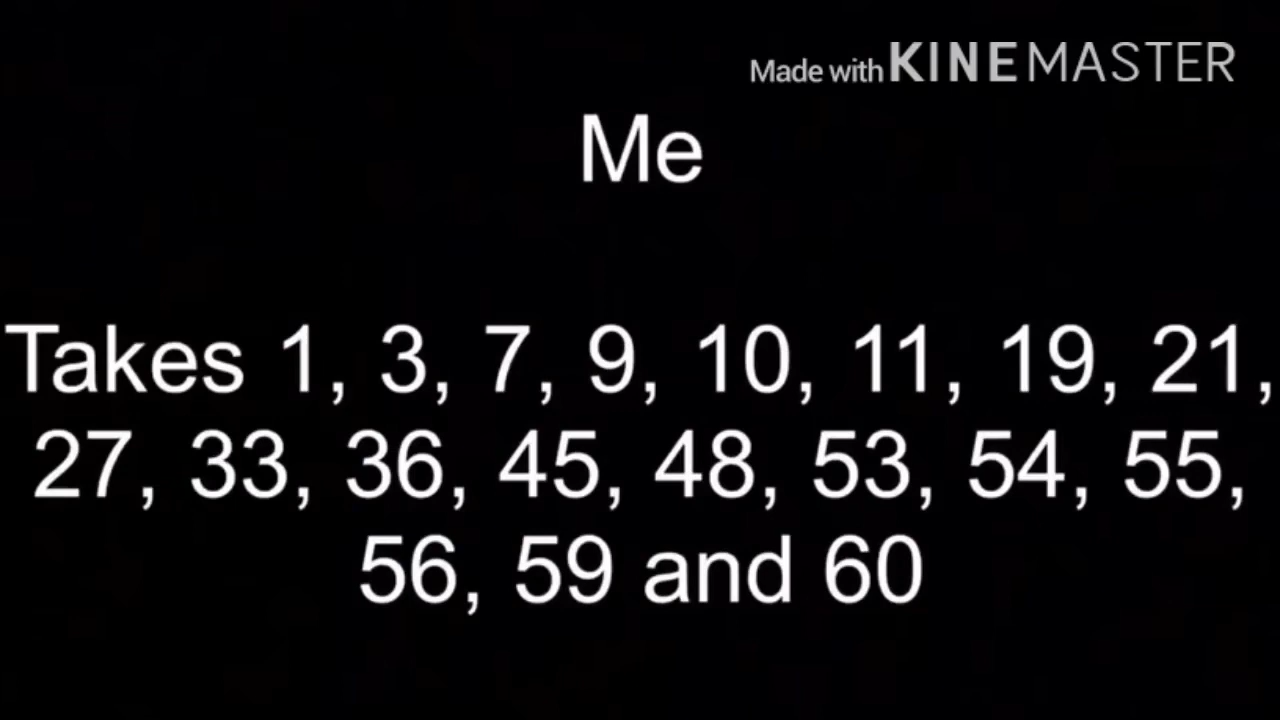 Made with KINEMASTER
Me
Takes 1, 3, 7, 9, 10, 11, 19, 21,
27, 33, 36, 45, 48, 53, 54, 55,
56, 59 and 60